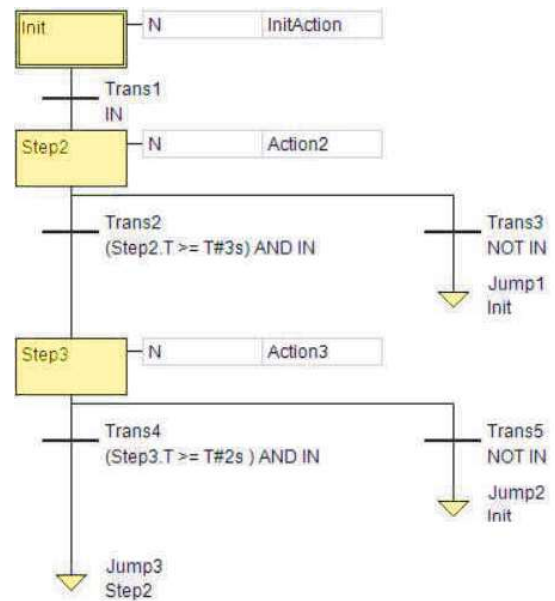 Init
N InitAction
Trans1
IN
Step2
N Action2
Trans2
(Step2.T >= T#3s) AND IN
Trans3
NOT IN
Jump1
Init
Step3
N Action3
Trans4
(Step3.T >= T#2s ) AND IN
Trans5
NOT IN
Jump2
Init
Jump3
Step2